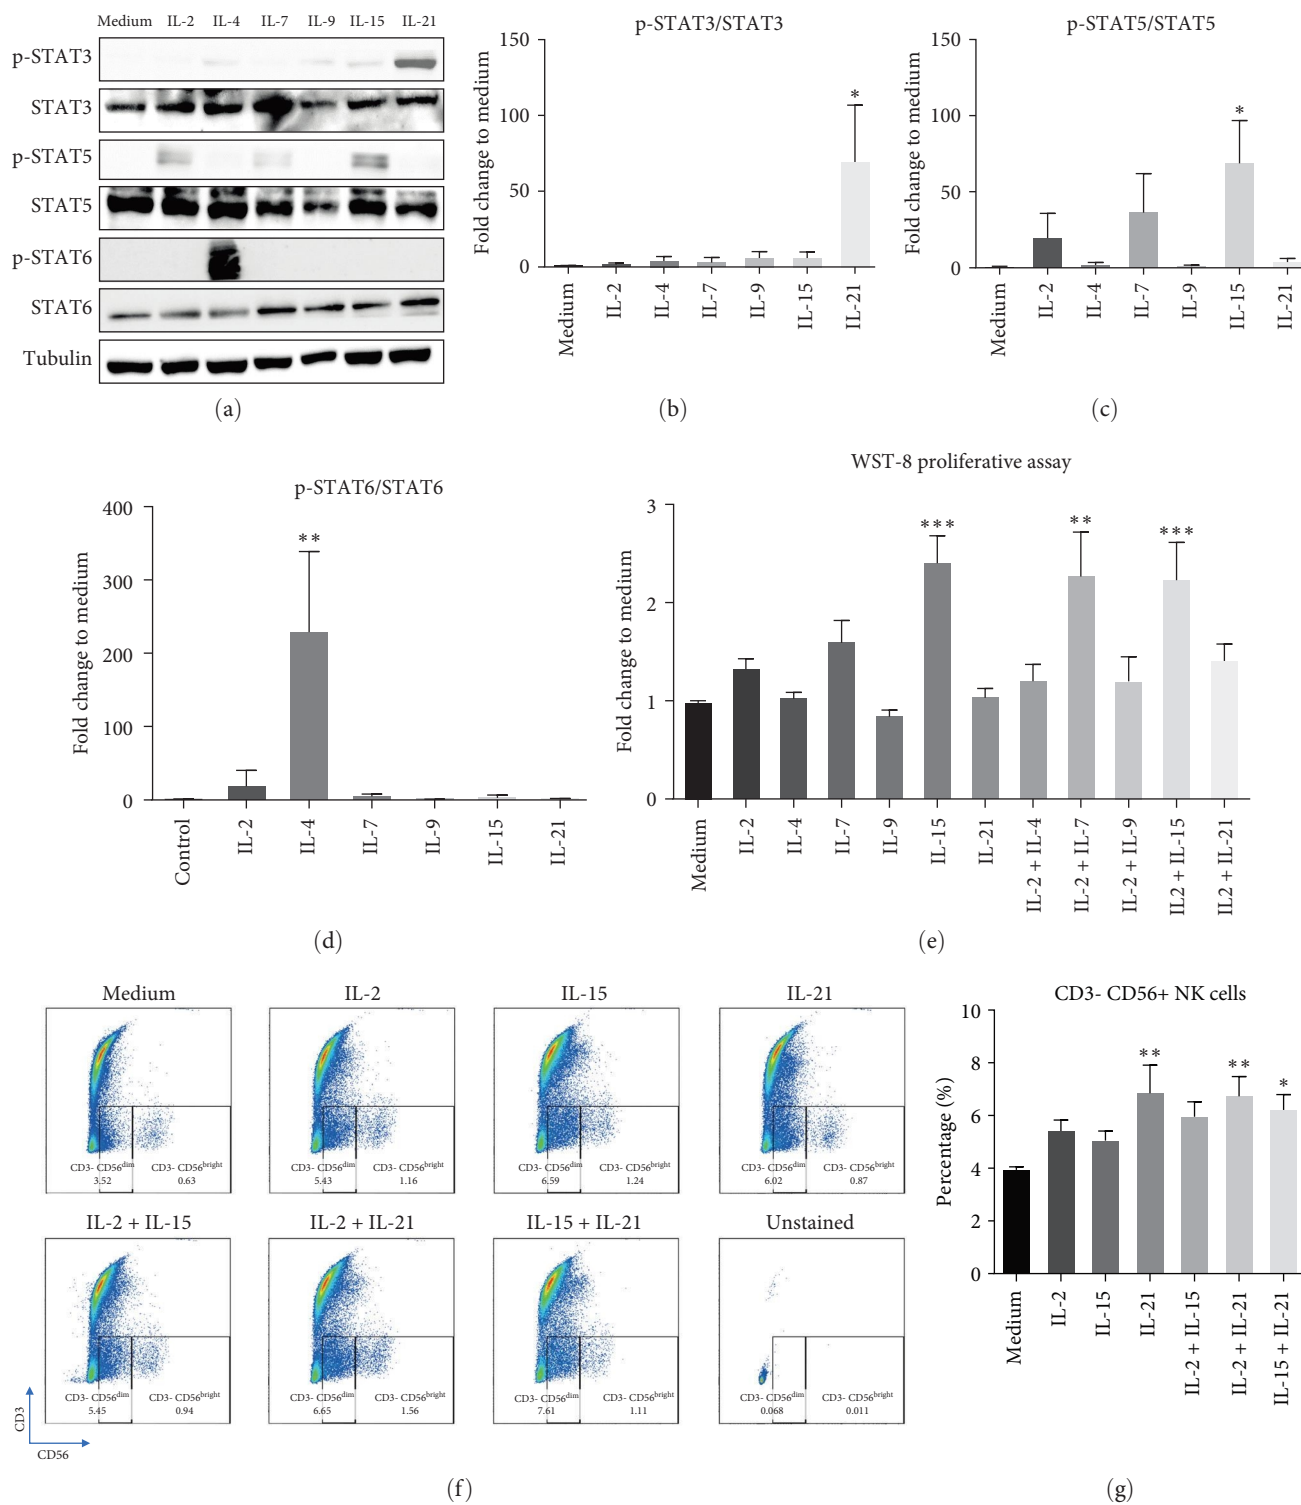 Medium IL-2 IL-4 IL-7 IL-9 IL-15 IL-21
p-STAT3
STAT3
p-STAT5
STAT5
p-STAT6
STAT6
Tubulin
(a)
p-STAT3/STAT3
Fold change to medium
150
100
50
0
*
Medium
IL-2
IL-4
IL-7
IL-9
IL-15
IL-21
(b)
p-STAT5/STAT5
Fold change to medium
150
100
50
0
*
Medium
IL-2
IL-4
IL-7
IL-9
IL-15
IL-21
(c)
p-STAT6/STAT6
Fold change to medium
400
300
200
100
0
**
Control
IL-2
IL-4
IL-7
IL-9
IL-15
IL-21
(d)
WST-8 proliferative assay
Fold change to medium
3
2
1
0
***
**
***
Medium
IL-2
IL-4
IL-7
IL-9
IL-15
IL-21
IL-2 + IL-4
IL-2 + IL-7
IL-2 + IL-9
IL2 + IL-15
IL2 + IL-21
(e)
Medium
CD3- CD56dim
3.52
CD3- CD56bright
0.63
IL-2
CD3- CD56dim
5.43
CD3- CD56bright
1.16
IL-15
CD3- CD56dim
6.59
CD3- CD56bright
1.24
IL-21
CD3- CD56dim
6.02
CD3- CD56bright
0.87
IL-2 + IL-15
CD3- CD56dim
5.45
CD3- CD56bright
0.94
IL-2 + IL-21
CD3- CD56dim
6.65
CD3- CD56bright
1.56
IL-15 + IL-21
CD3- CD56dim
7.61
CD3- CD56bright
1.11
Unstained
CD3- CD56dim
0.068
CD3- CD56bright
0.011
CD3
CD56
(f)
CD3- CD56+ NK cells
Percentage (%)
10
8
6
4
2
0
**
**
*
Medium
IL-2
IL-15
IL-21
IL-2 + IL-15
IL-2 + IL-21
IL-15 + IL-21
(g)